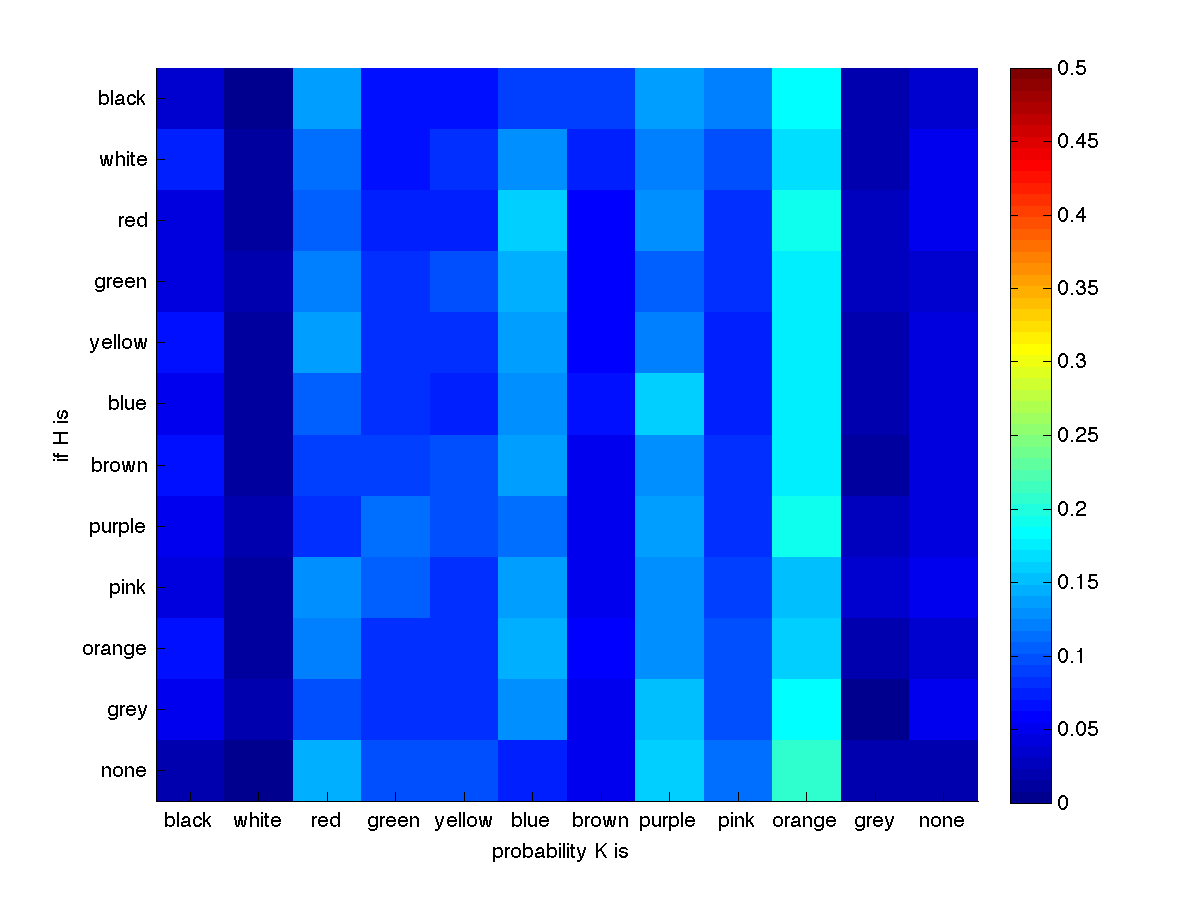 black
white
red
green
yellow
blue
brown
purple
pink
orange
grey
none
if H is
black white red green yellow blue brown purple pink orange grey none
probability K is
0.5
0.45
0.4
0.35
0.3
0.25
0.2
0.15
0.1
0.05
0